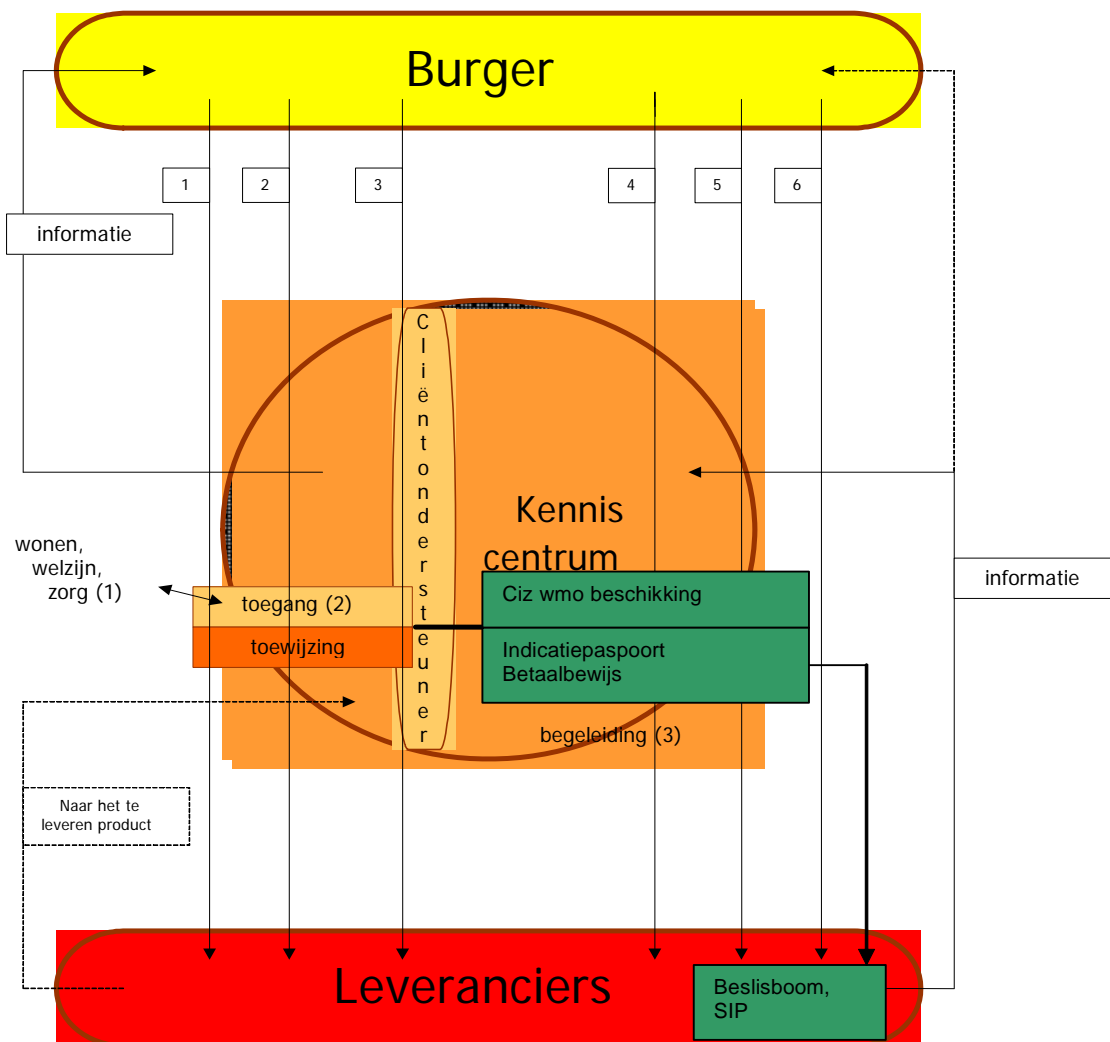 Burger
1
2
3
4
5
6
informatie
Cliëntondersteuner
Kennis
centrum
wonen,
welzijn,
zorg (1)
informatie
toegang (2)
toewijzing
Ciz wmo beschikking
Indicatiepaspoort
Betaalbewijs
begeleiding (3)
Naar het te
leveren product
Leveranciers
Beslisboom,
SIP